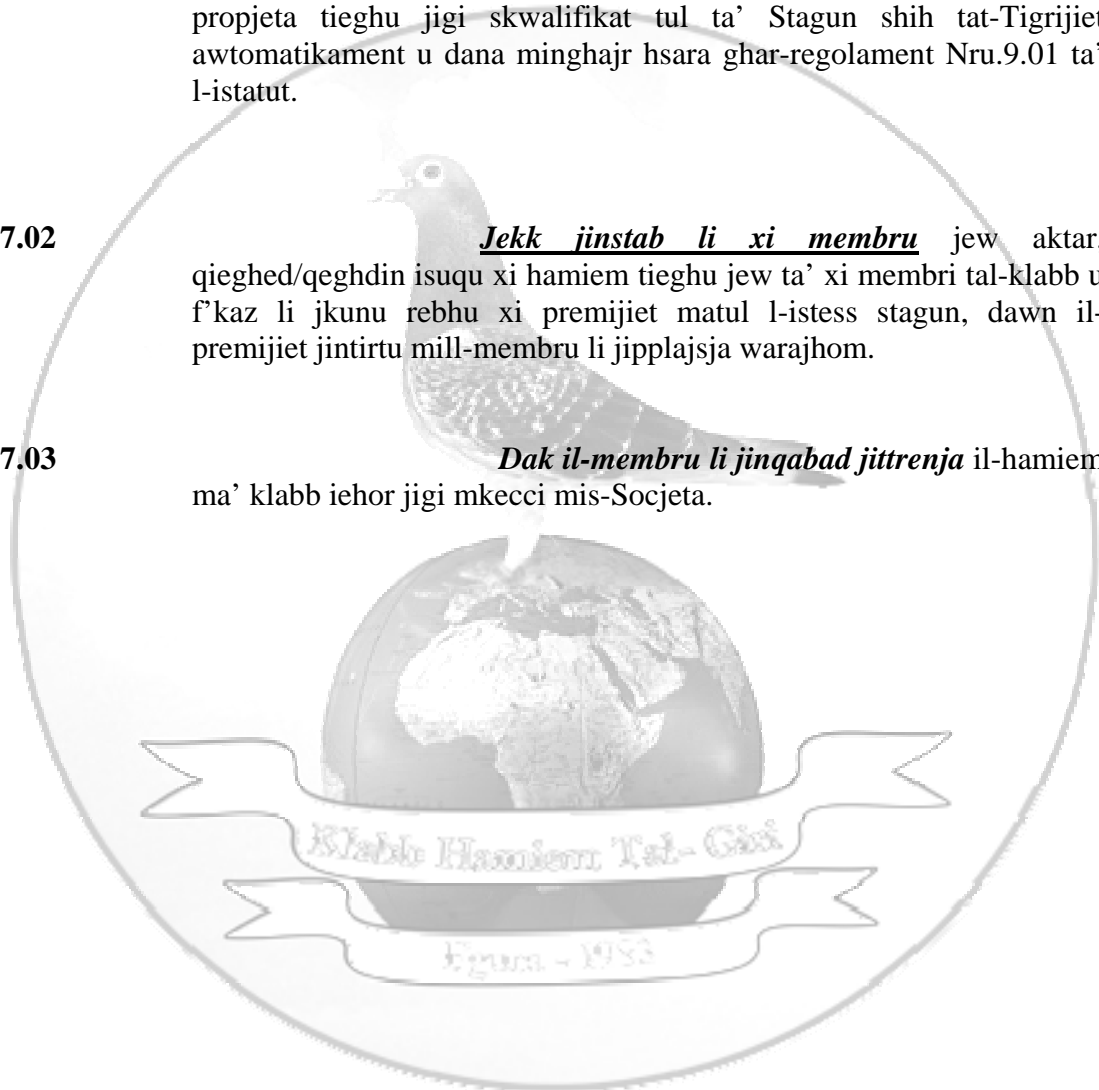 propjeta tieghu jigi skwalifikat tul ta' Stagun shih tat-Tigrijiet
awtomatikament u dana minghajr hsara ghar-regolament Nru.9.01 ta'
l-istatut.
7.02 Jekk jinstab li xi membru jew aktar.
qieghed/qeghdin isuqu xi hamiem tieghu jew ta' xi membri tal-klabb u
f'kaz li jkunu rebhu xi premijiet matul l-istess stagun, dawn il-
premijiet jintirtu mill-membru li jipplajsja warajhom.
7.03 Dak il-membru li jinqabad jittrenja il-hamiem
ma' klabb iehor jigi mkecci mis-Socjeta.
Klabb Hamiem Tal- Giri
Fgura - 1983